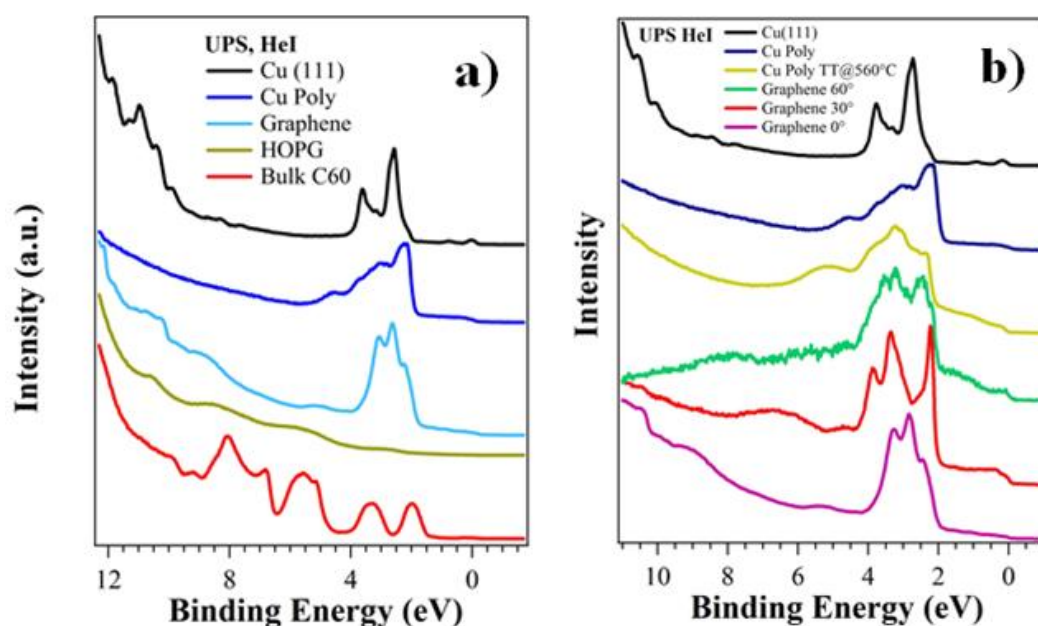 UPS, HeI
Cu (111)
Cu Poly
Graphene
HOPG
Bulk C60
a)
Intensity (a.u.)
12 8 4 0
Binding Energy (eV)
UPS HeI
Cu(111)
Cu Poly
Cu Poly TT@560°C
Graphene 60°
Graphene 30°
Graphene 0°
b)
Intensity
10 8 6 4 2 0
Binding Energy (eV)